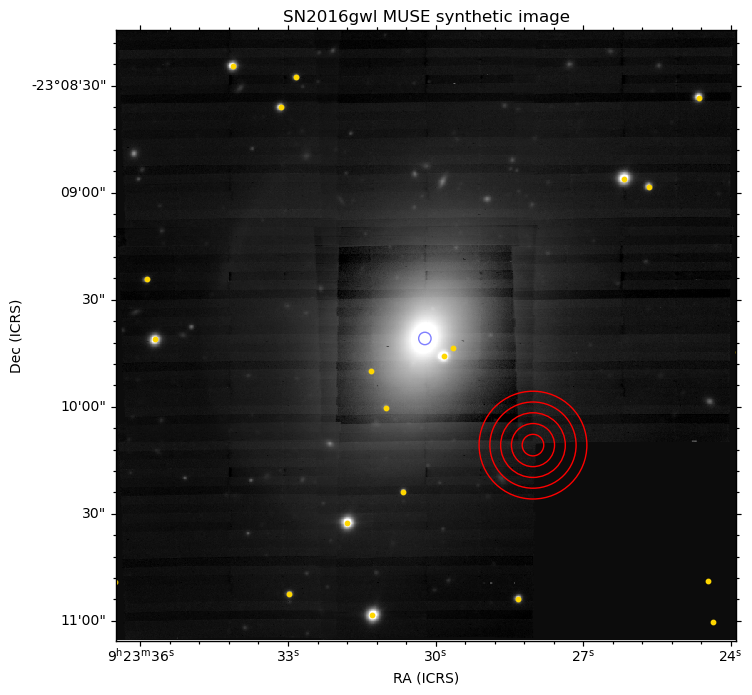 SN2016gwl MUSE synthetic image
-23°08'30"
09'00"
30"
10'00"
30"
11'00"
Dec (ICRS)
9ʰ23ᵐ36ˢ 33ˢ 30ˢ 27ˢ 24ˢ
RA (ICRS)